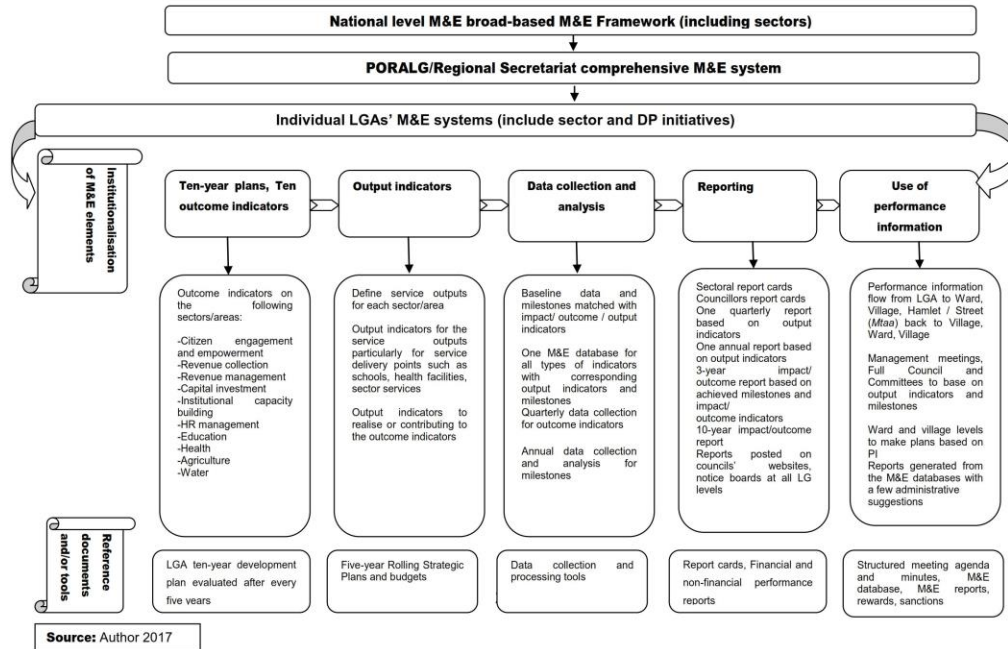 National level M&E broad-based M&E Framework (including sectors)
PORALG/Regional Secretariat comprehensive M&E system
Individual LGAs' M&E systems (include sector and DP initiatives)
Institutionalisation
of M&E elements
Ten-year plans, Ten
outcome indicators
Output indicators
Data collection and
analysis
Reporting
Use of
performance
information
Outcome indicators on
the following
sectors/areas:
-Citizen engagement
and empowerment
-Revenue collection
-Revenue management
-Capital investment
-Institutional capacity
building
-HR management
-Education
-Health
-Agriculture
-Water
Define service outputs
for each sector/area
Output indicators for the
service outputs
particularly for service
delivery points such as
schools, health facilities,
sector services
Output indicators to
realise or contributing to
the outcome indicators
Baseline data and
milestones matched with
impact/ outcome / output
indicators
One M&E database for
all types of indicators
with corresponding
output indicators and
milestones
Quarterly data collection
for outcome indicators
Annual data collection
and analysis for
milestones
Sectoral report cards
Councillors report cards
One quarterly report
based on output
indicators
One annual report based
on output indicators
3-year impact/
outcome report based on
achieved milestones and
impact/
outcome indicators
10-year impact/outcome
report
Reports posted on
councils' websites,
notice boards at all LG
levels
Performance information
flow from LGA to Ward,
Village, Hamlet / Street
(Mtaa) back to Village,
Ward, Village
Management meetings,
Full Council and
Committees to base on
output indicators and
milestones
Ward and village levels
to make plans based on
PI
Reports generated from
the M&E databases with
a few administrative
suggestions
Reference
documents
and/or tools
LGA ten-year development
plan evaluated after every
five years
Five-year Rolling Strategic
Plans and budgets
Data collection and
processing tools
Report cards, Financial and
non-financial performance
reports
Structured meeting agenda
and minutes, M&E
database, M&E reports,
rewards, sanctions
Source: Author 2017